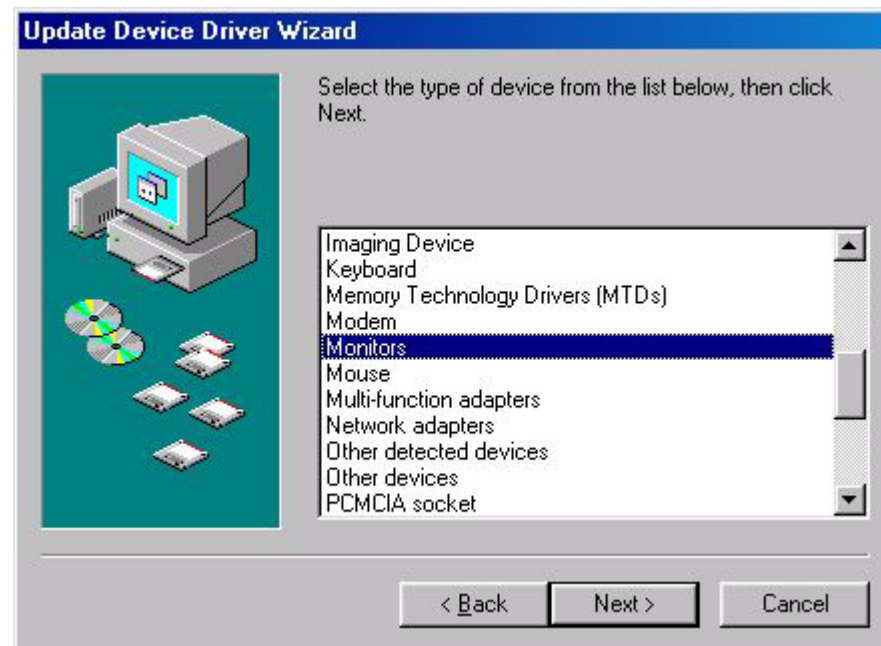 Update Device Driver Wizard
Select the type of device from the list below, then click
Next.
Imaging Device
Keyboard
Memory Technology Drivers (MTDs)
Modem
Monitors
Mouse
Multi-function adapters
Network adapters
Other detected devices
Other devices
PCMCIA socket
< Back
Next >
Cancel